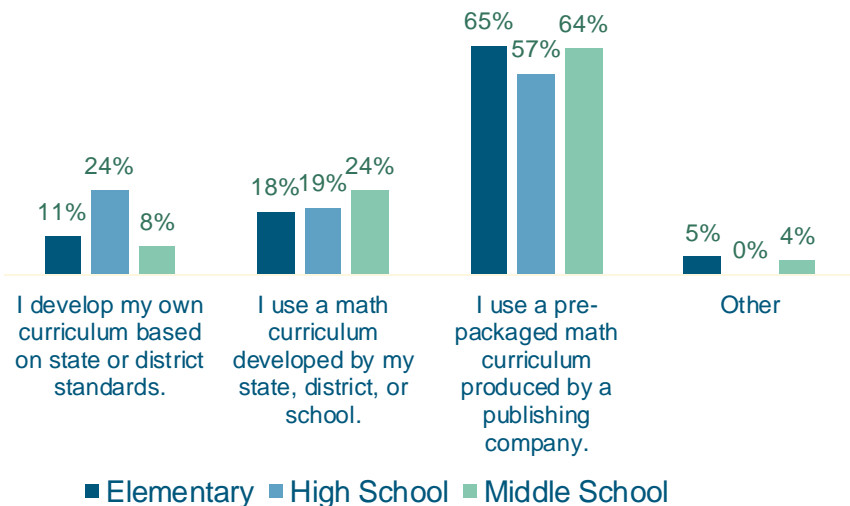 65%
57%
64%
11%
24%
8%
18%
19%
24%
5%
0%
4%
I develop my own
curriculum based
on state or district
standards.
I use a math
curriculum
developed by my
state, district, or
school.
I use a pre-
packaged math
curriculum
produced by a
publishing
company.
Other
Elementary High School Middle School